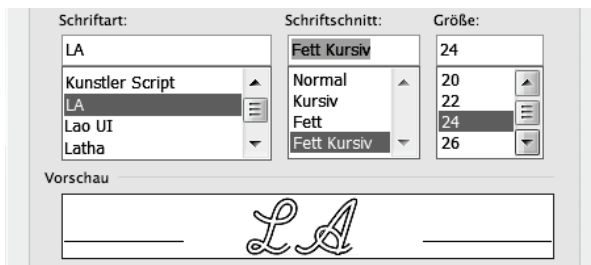 Schriftart: Schriftschnitt: Größe:
LA Fett Kursiv 24
Kunstler Script Normal 20
LA Kursiv 22
Lao UI Fett 24
Latha Fett Kursiv 26
Vorschau
LA